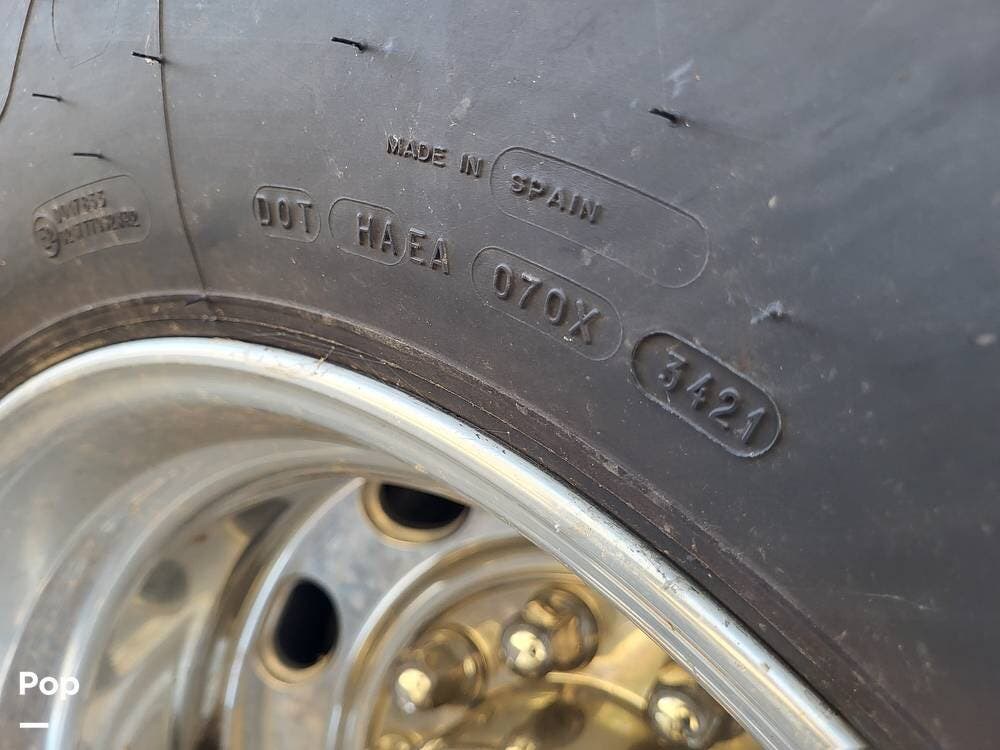 MADE IN SPAIN
DOT HAEA 070X 3421
Pop